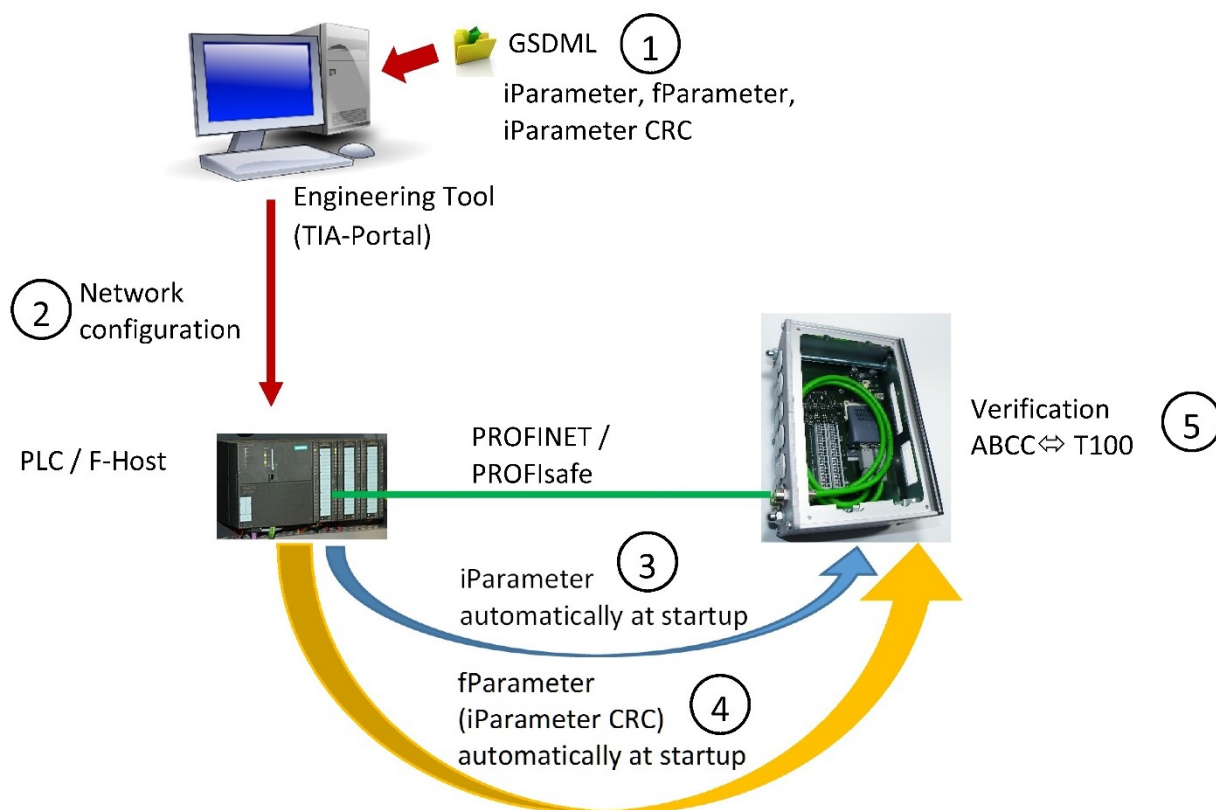 GSDML
1
iParameter, fParameter,
iParameter CRC
Engineering Tool
(TIA-Portal)
2
Network
configuration
PLC / F-Host
PROFINET /
PROFIsafe
Verification
ABCC⇔ T100
5
iParameter
3
automatically at startup
fParameter
(iParameter CRC)
4
automatically at startup